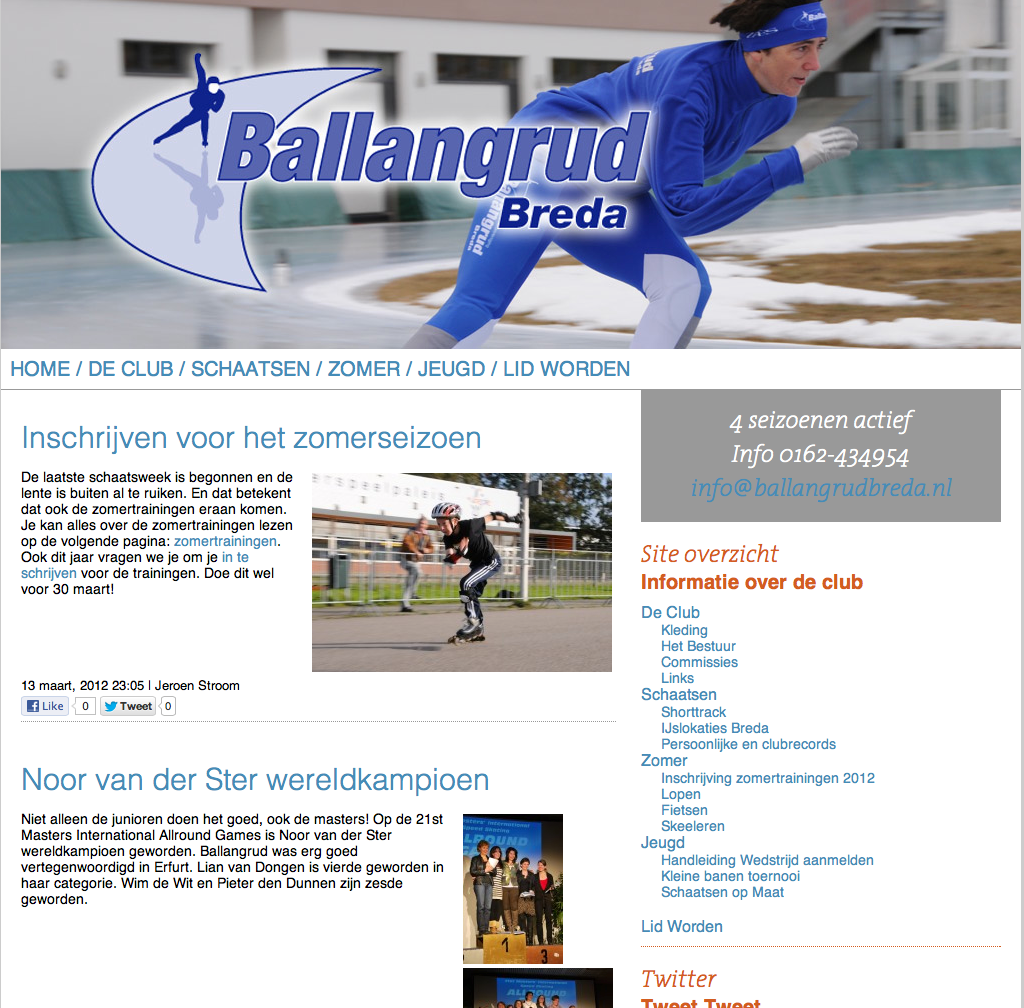 Ballangrud
Breda
HOME / DE CLUB / SCHAATSEN / ZOMER / JEUGD / LID WORDEN
Inschrijven voor het zomerseizoen
De laatste schaatsweek is begonnen en de
lente is buiten al te ruiken. En dat betekent
dat ook de zomertrainingen eraan komen.
Je kan alles over de zomertrainingen lezen
op de volgende pagina: zomertrainingen.
Ook dit jaar vragen we je om je in te
schrijven voor de trainingen. Doe dit wel
voor 30 maart!
13 maart, 2012 23:05 | Jeroen Stroom
Like 0 Tweet 0
Noor van der Ster wereldkampioen
Niet alleen de junioren doen het goed, ook de masters! Op de 21st
Masters International Allround Games is Noor van der Ster
wereldkampioen geworden. Ballangrud was erg goed
vertegenwoordigd in Erfurt. Lian van Dongen is vierde geworden in
haar categorie. Wim de Wit en Pieter den Dunnen zijn zesde
geworden.
ALLROUND
1
3
ALLROUND
4 seizoenen actief
Info 0162-434954
info@ballangrudbreda.nl
Site overzicht
Informatie over de club
De Club
Kleding
Het Bestuur
Commissies
Links
Schaatsen
Shorttrack
IJslokaties Breda
Persoonlijke en clubrecords
Zomer
Inschrijving zomertrainingen 2012
Lopen
Fietsen
Skeeleren
Jeugd
Handleiding Wedstrijd aanmelden
Kleine banen toernooi
Schaatsen op Maat
Lid Worden
Twitter
Tweet Tweet